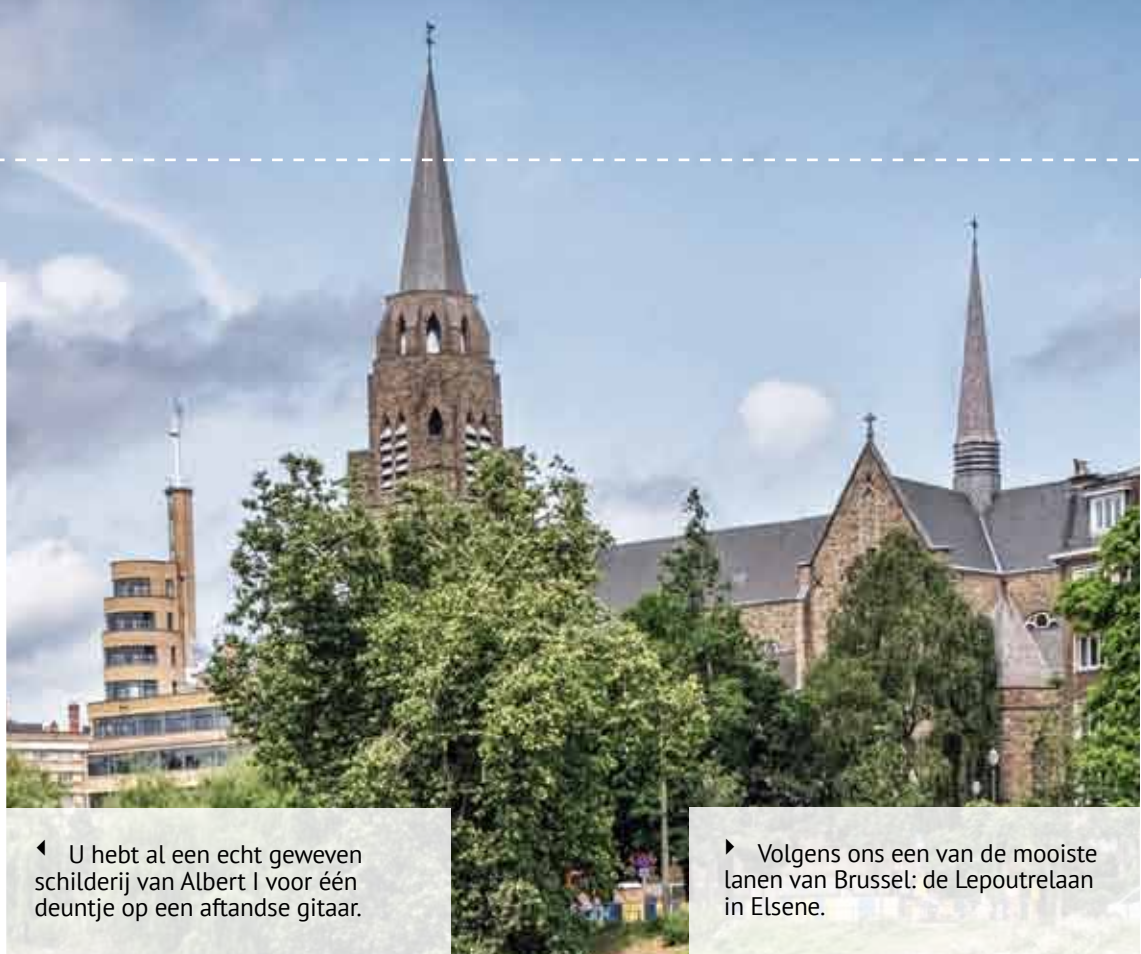 U hebt al een echt geweven
schilderij van Albert I voor één
deuntje op een aftandse gitaar.
Volgens ons een van de mooiste
lanen van Brussel: de Lepoutrelaan
in Elsene.